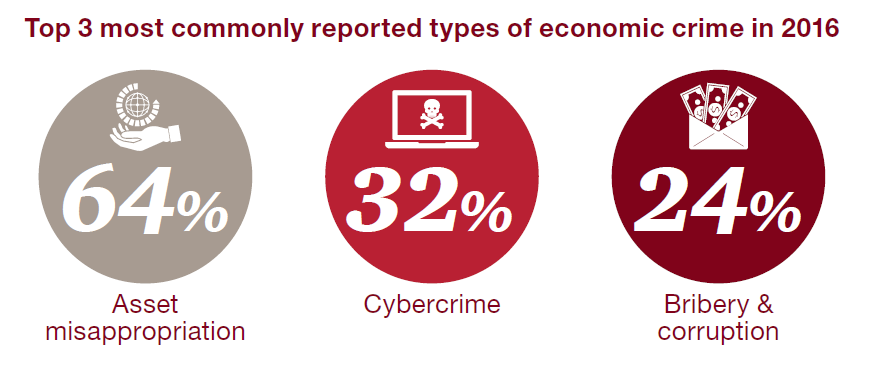 Top 3 most commonly reported types of economic crime in 2016
64%
32%
24%
Asset
misappropriation
Cybercrime
Bribery &
corruption